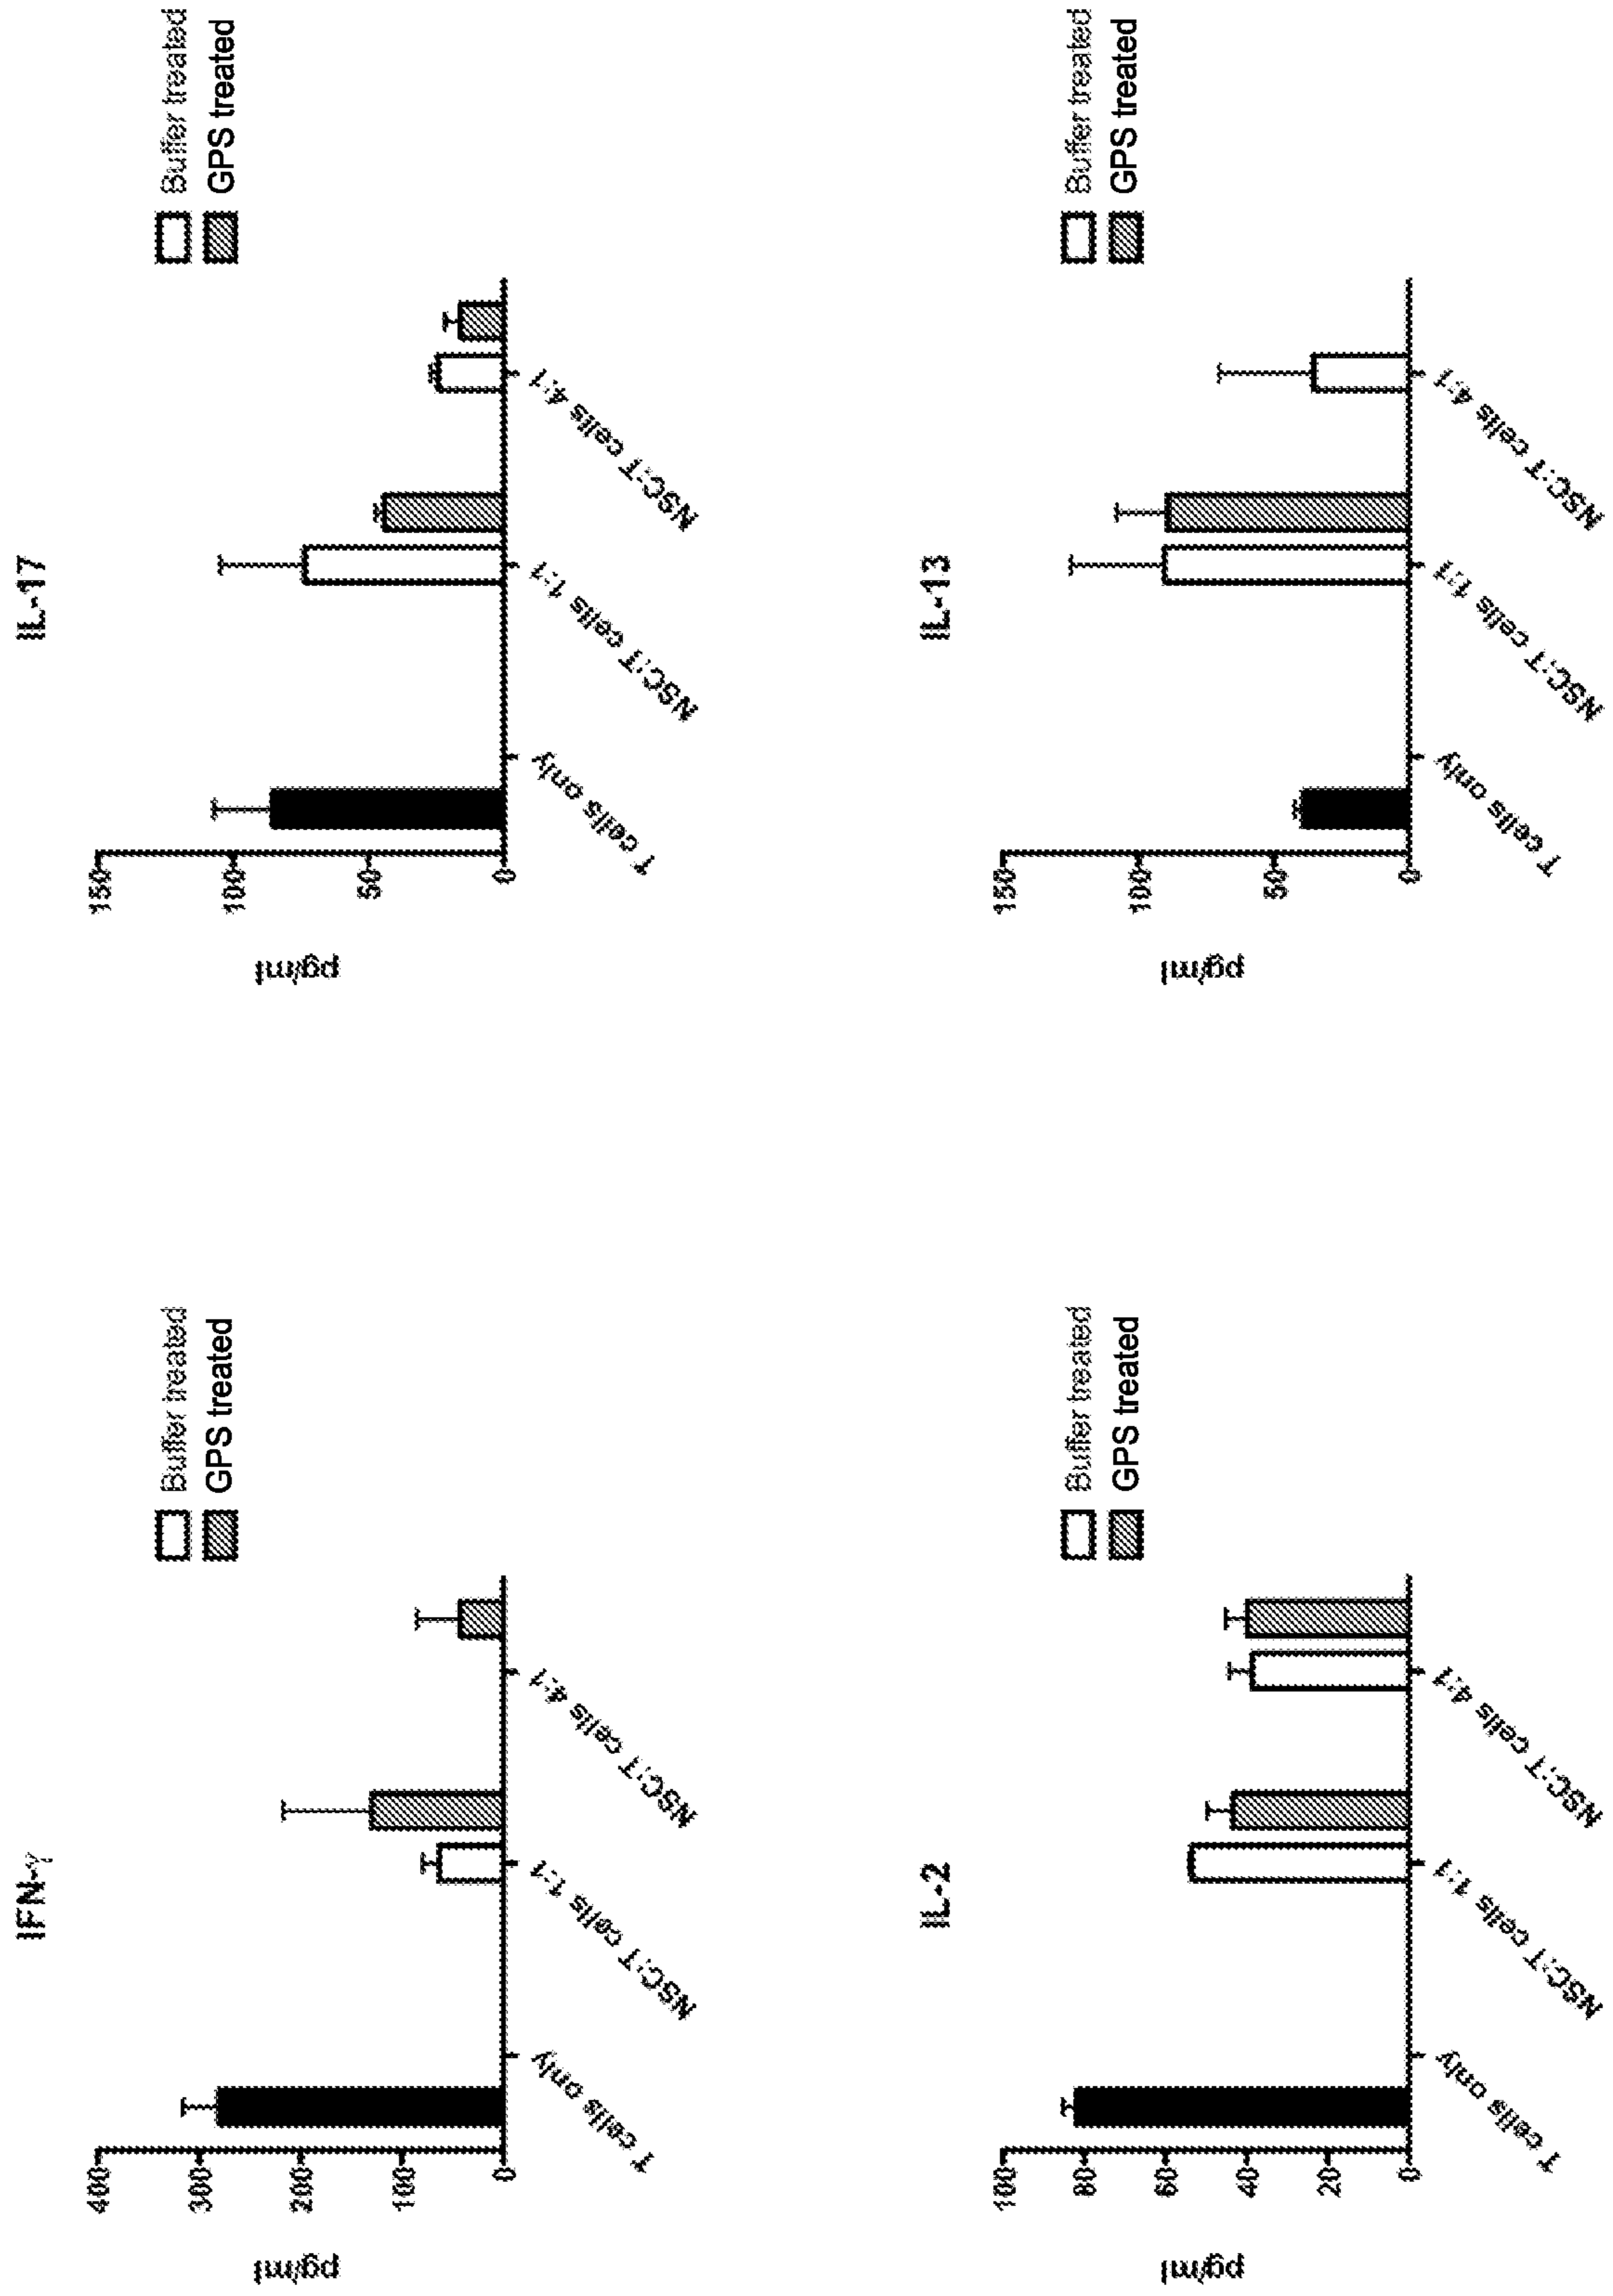 IFN-γ
Buffer treated
GPS treated
pg/ml
400
300
200
100
0
T cells only
NSC:T cells 1:1
NSC:T cells 4:1
IL-17
Buffer treated
GPS treated
pg/ml
150
100
50
0
T cells only
NSC:T cells 1:1
NSC:T cells 4:1
IL-2
Buffer treated
GPS treated
pg/ml
100
80
60
40
20
0
T cells only
NSC:T cells 1:1
NSC:T cells 4:1
IL-13
Buffer treated
GPS treated
pg/ml
150
100
50
0
T cells only
NSC:T cells 1:1
NSC:T cells 4:1